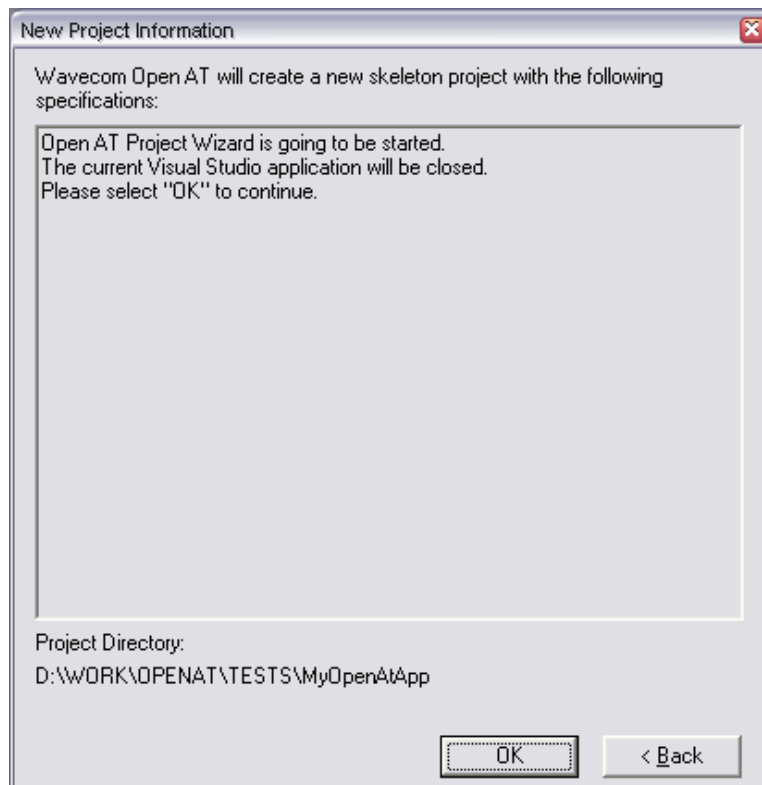 New Project Information
Wavecom Open AT will create a new skeleton project with the following
specifications:
Open AT Project Wizard is going to be started.
The current Visual Studio application will be closed.
Please select "OK" to continue.
Project Directory:
D:\WORK\OPENAT\TESTS\MyOpenAtApp
OK
< Back